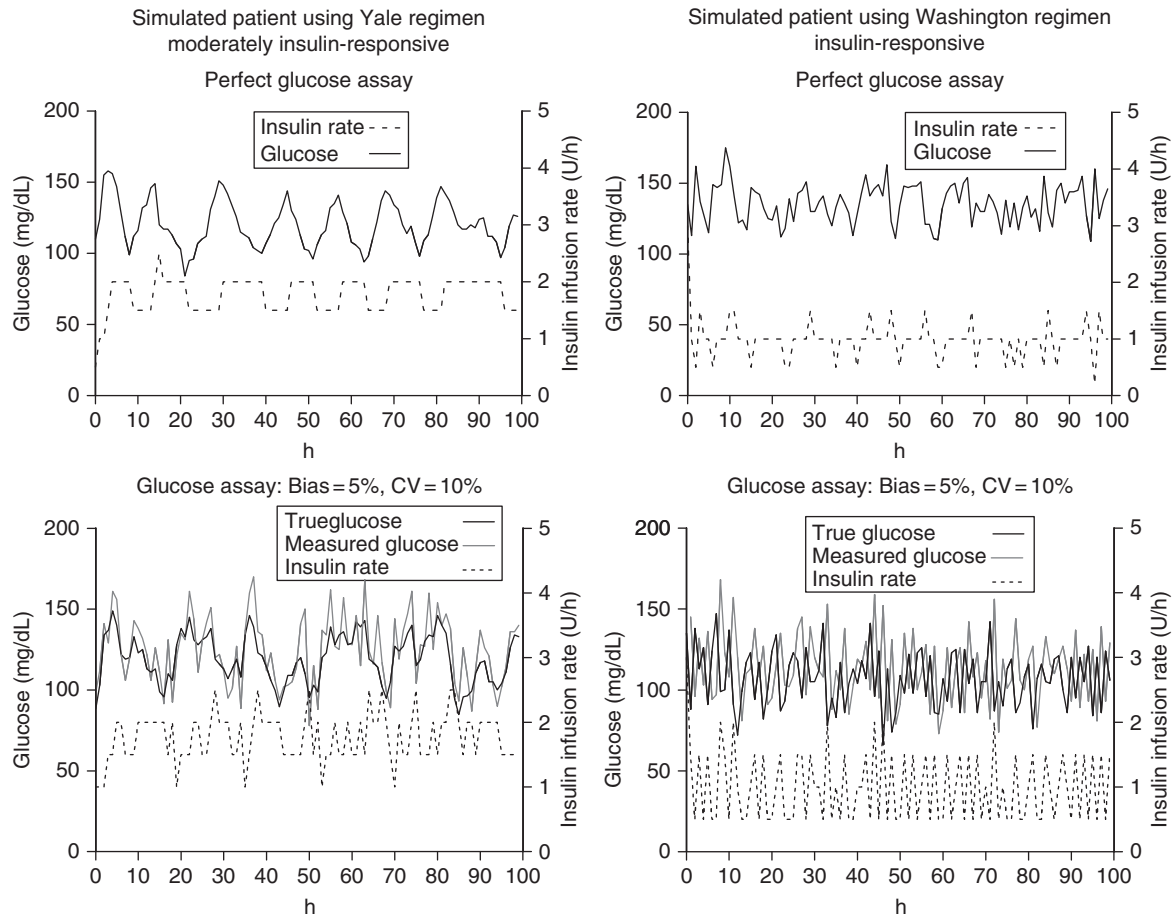 Simulated patient using Yale regimen
moderately insulin-responsive
Perfect glucose assay
Insulin rate
Glucose
Glucose (mg/dL)
200
150
100
50
0
Insulin infusion rate (U/h)
5
4
3
2
1
0
0 10 20 30 40 50 60 70 80 90 100
h
Simulated patient using Washington regimen
insulin-responsive
Perfect glucose assay
Insulin rate
Glucose
Glucose (mg/dL)
200
150
100
50
0
Insulin infusion rate (U/h)
5
4
3
2
1
0
0 10 20 30 40 50 60 70 80 90 100
h
Glucose assay: Bias=5%, CV=10%
Trueglucose
Measured glucose
Insulin rate
Glucose (mg/dL)
200
150
100
50
0
Insulin infusion rate (U/h)
5
4
3
2
1
0
0 10 20 30 40 50 60 70 80 90 100
h
Glucose assay: Bias=5%, CV=10%
True glucose
Measured glucose
Insulin rate
Glucose (mg/dL)
200
150
100
50
0
Insulin infusion rate (U/h)
5
4
3
2
1
0
0 10 20 30 40 50 60 70 80 90 100
h